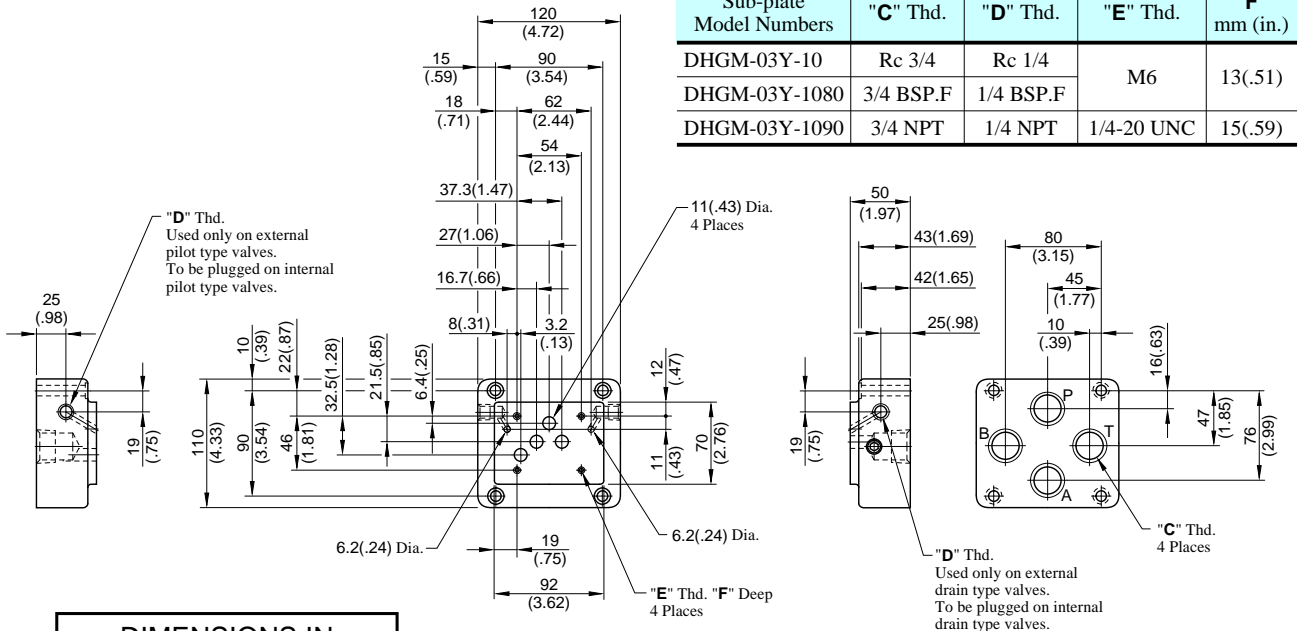 Sub-plate
Model Numbers
"C" Thd.
"D" Thd.
"E" Thd.
mm (in.)
DHGM-03Y-10 Rc 3/4 Rc 1/4 M6 13(.51)
DHGM-03Y-1080 3/4 BSP.F 1/4 BSP.F
DHGM-03Y-1090 3/4 NPT 1/4 NPT 1/4-20 UNC 15(.59)
120
(4.72)
15
(.59)
90
(3.54)
18
(.71)
62
(2.44)
54
(2.13)
37.3(1.47)
27(1.06)
16.7(.66)
8(.31)
3.2
(.13)
11(.43) Dia.
4 Places
"D" Thd.
Used only on external
pilot type valves.
To be plugged on internal
pilot type valves.
25
(.98)
19
(.75)
110
(4.33)
10
(.39)
90
(3.54)
22(.87)
46
(1.81)
32.5(1.28)
21.5(.85)
6.4(.25)
12
(.47)
11
(.43)
70
(2.76)
6.2(.24) Dia.
19
(.75)
92
(3.62)
6.2(.24) Dia.
"E" Thd. "F" Deep
4 Places
50
(1.97)
43(1.69)
42(1.65)
25(.98)
19
(.75)
80
(3.15)
45
(1.77)
10
(.39)
16(.63)
47
(1.85)
76
(2.99)
P
B
T
A
"C" Thd.
4 Places
"D" Thd.
Used only on external
drain type valves.
To be plugged on internal
drain type valves.
DIMENSIONS IN